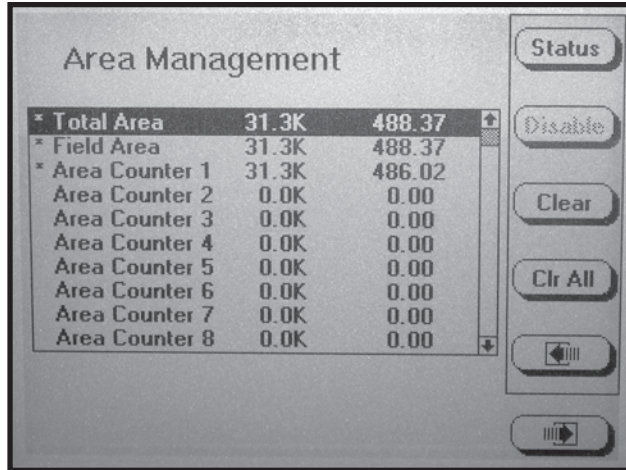 Area Management
* Total Area 31.3K 488.37
* Field Area 31.3K 488.37
* Area Counter 1 31.3K 486.02
Area Counter 2 0.0K 0.00
Area Counter 3 0.0K 0.00
Area Counter 4 0.0K 0.00
Area Counter 5 0.0K 0.00
Area Counter 6 0.0K 0.00
Area Counter 7 0.0K 0.00
Area Counter 8 0.0K 0.00
Status
Disable
Clear
Clr All